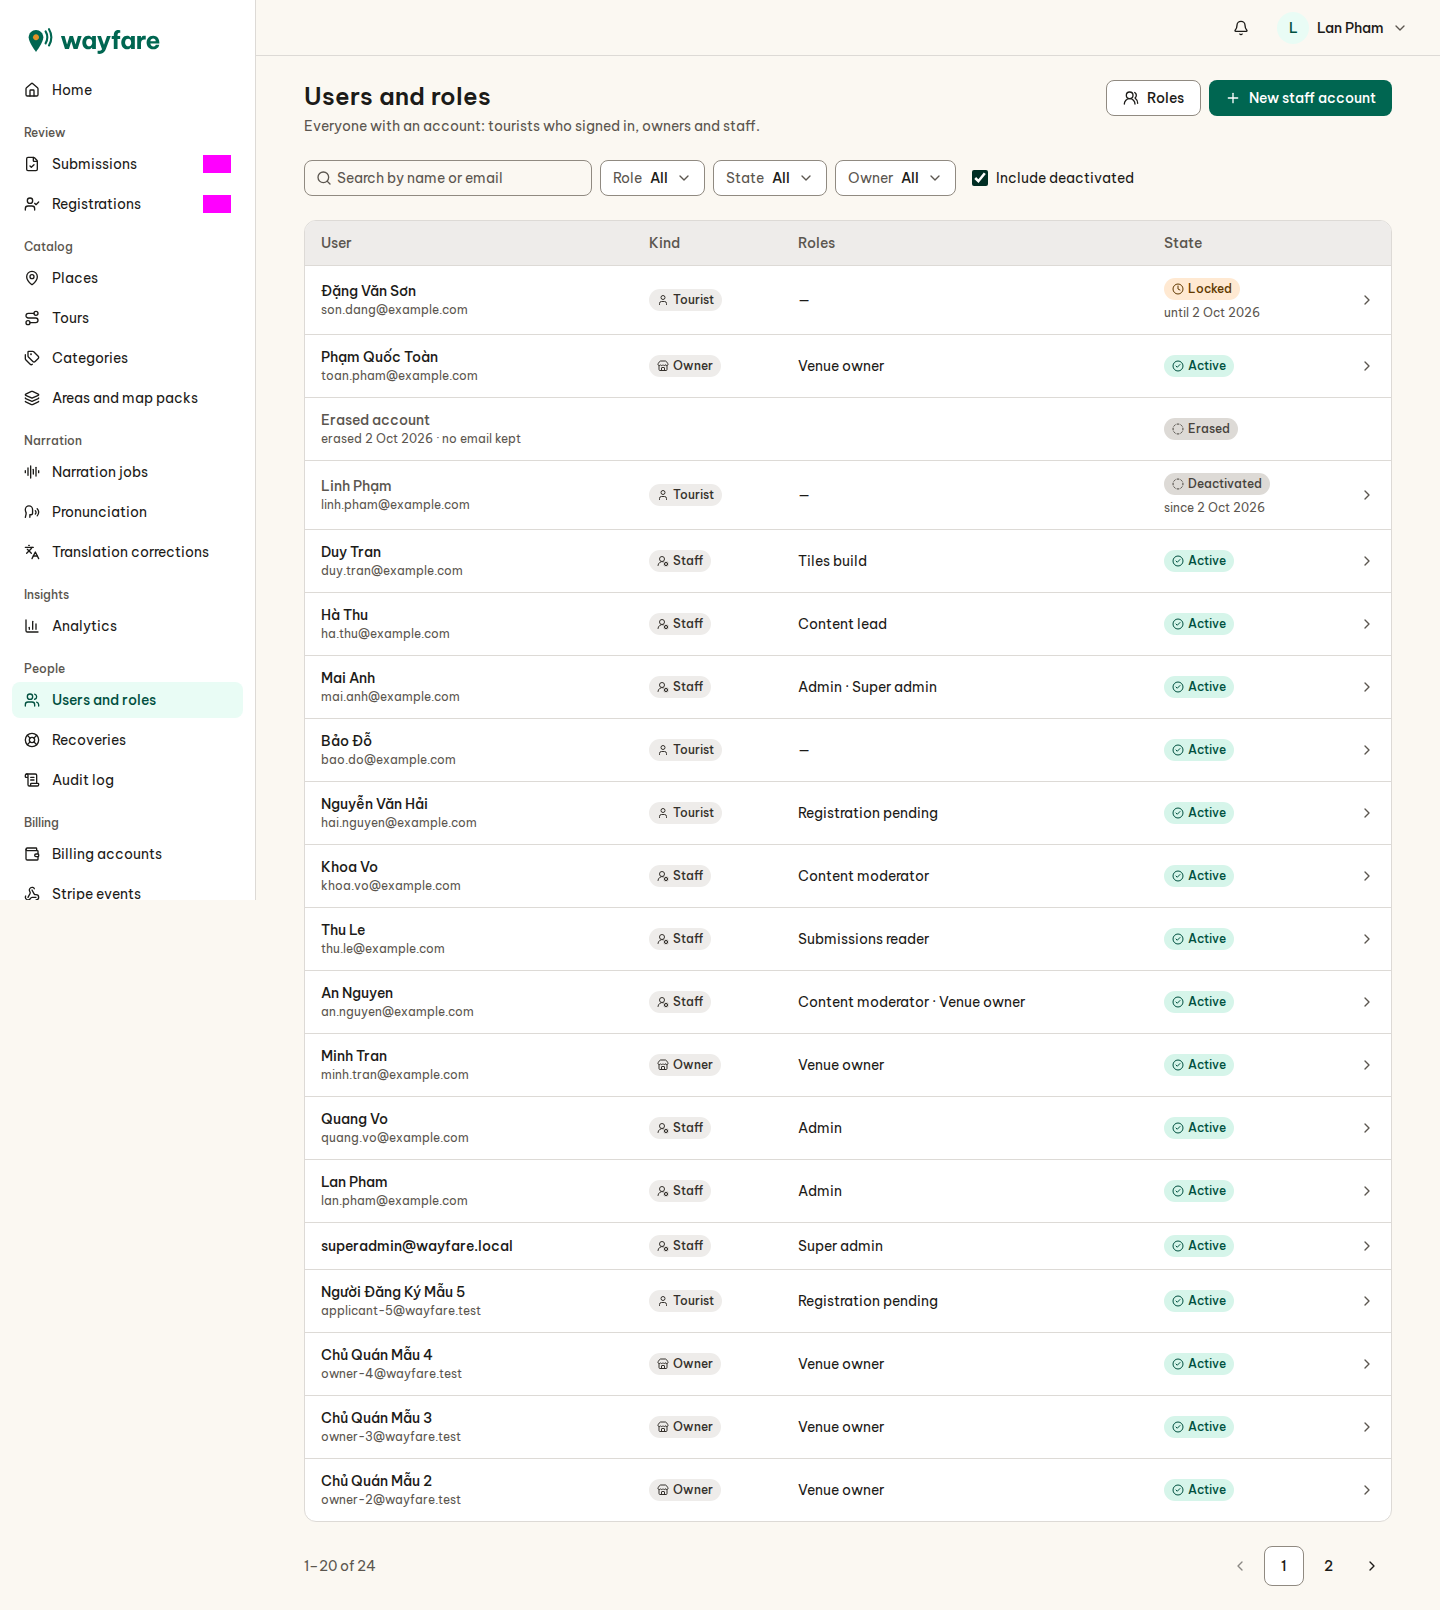 wayfare
Lan Pham
L
Home
Review
Submissions
Registrations
Catalog
Places
Tours
Categories
Areas and map packs
Narration
Narration jobs
Pronunciation
Translation corrections
Insights
Analytics
People
Users and roles
Recoveries
Audit log
Billing
Billing accounts
Stripe events
Users and roles
Everyone with an account: tourists who signed in, owners and staff.
Roles
New staff account
Search by name or email
Role All
State All
Owner All
Include deactivated
User Kind Roles State
Đặng Văn Sơn
son.dang@example.com
Tourist
—
Locked
until 2 Oct 2026
Phạm Quốc Toàn
toan.pham@example.com
Owner
Venue owner
Active
Erased account
erased 2 Oct 2026 · no email kept
Erased
Linh Phạm
linh.pham@example.com
Tourist
—
Deactivated
since 2 Oct 2026
Duy Tran
duy.tran@example.com
Staff
Tiles build
Active
Hà Thu
ha.thu@example.com
Staff
Content lead
Active
Mai Anh
mai.anh@example.com
Staff
Admin · Super admin
Active
Bảo Đỗ
bao.do@example.com
Tourist
—
Active
Nguyễn Văn Hải
hai.nguyen@example.com
Tourist
Registration pending
Active
Khoa Vo
khoa.vo@example.com
Staff
Content moderator
Active
Thu Le
thu.le@example.com
Staff
Submissions reader
Active
An Nguyen
an.nguyen@example.com
Staff
Content moderator · Venue owner
Active
Minh Tran
minh.tran@example.com
Owner
Venue owner
Active
Quang Vo
quang.vo@example.com
Staff
Admin
Active
Lan Pham
lan.pham@example.com
Staff
Admin
Active
superadmin@wayfare.local
Staff
Super admin
Active
Người Đăng Ký Mẫu 5
applicant-5@wayfare.test
Tourist
Registration pending
Active
Chủ Quán Mẫu 4
owner-4@wayfare.test
Owner
Venue owner
Active
Chủ Quán Mẫu 3
owner-3@wayfare.test
Owner
Venue owner
Active
Chủ Quán Mẫu 2
owner-2@wayfare.test
Owner
Venue owner
Active
1–20 of 24
1
2